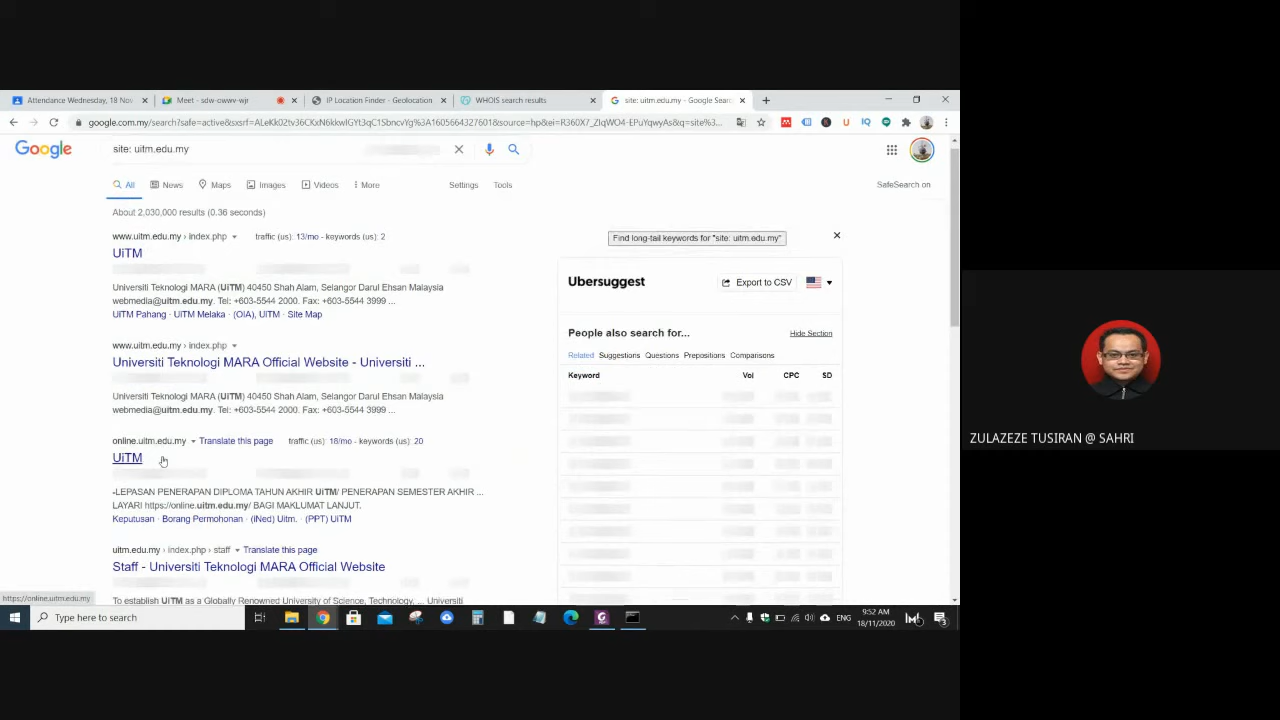 Attendance Wednesday, 18 Nov
Meet - sdw-owwv-wjr
IP Location Finder - Geolocation
WHOIS search results
site: uitm.edu.my - Google Sear
google.com.my/search?safe=active&sxsrf=
Google
site: uitm.edu.my
All
News
Maps
Images
Videos
More
Settings
Tools
SafeSearch on
About 2,030,000 results (0.36 seconds)
www.uitm.edu.my › index.php
traffic (us): 13/mo - keywords (us): 2
UiTM
Universiti Teknologi MARA (UiTM) 40450 Shah Alam, Selangor Darul Ehsan Malaysia
webmedia@uitm.edu.my. Tel: +603-5544 2000. Fax: +603-5544 3999 ...
UiTM Pahang · UiTM Melaka · (OIA), UiTM · Site Map
www.uitm.edu.my › index.php
Universiti Teknologi MARA Official Website - Universiti ...
Universiti Teknologi MARA (UiTM) 40450 Shah Alam, Selangor Darul Ehsan Malaysia
webmedia@uitm.edu.my. Tel: +603-5544 2000. Fax: +603-5544 3999 ...
online.uitm.edu.my
Translate this page
traffic (us): 18/mo - keywords (us): 20
UiTM
-LEPASAN PENERAPAN DIPLOMA TAHUN AKHIR UiTM/ PENERAPAN SEMESTER AKHIR ...
LAYARI https://online.uitm.edu.my/ BAGI MAKLUMAT LANJUT.
Keputusan · Borang Permohonan · (iNed) Uitm. · (PPT) UiTM
uitm.edu.my › index.php › staff
Translate this page
Staff - Universiti Teknologi MARA Official Website
To establish UiTM as a Globally Renowned University of Science, Technology, ... Universiti
https://online.uitm.edu.my
Find long-tail keywords for "site: uitm.edu.my"
Ubersuggest
Export to CSV
People also search for...
Hide Section
Related
Suggestions
Questions
Prepositions
Comparisons
Keyword
Vol
CPC
SD
ZULAZEZE TUSIRAN @ SAHRI
Type here to search
ENG
9:52 AM
18/11/2020
3